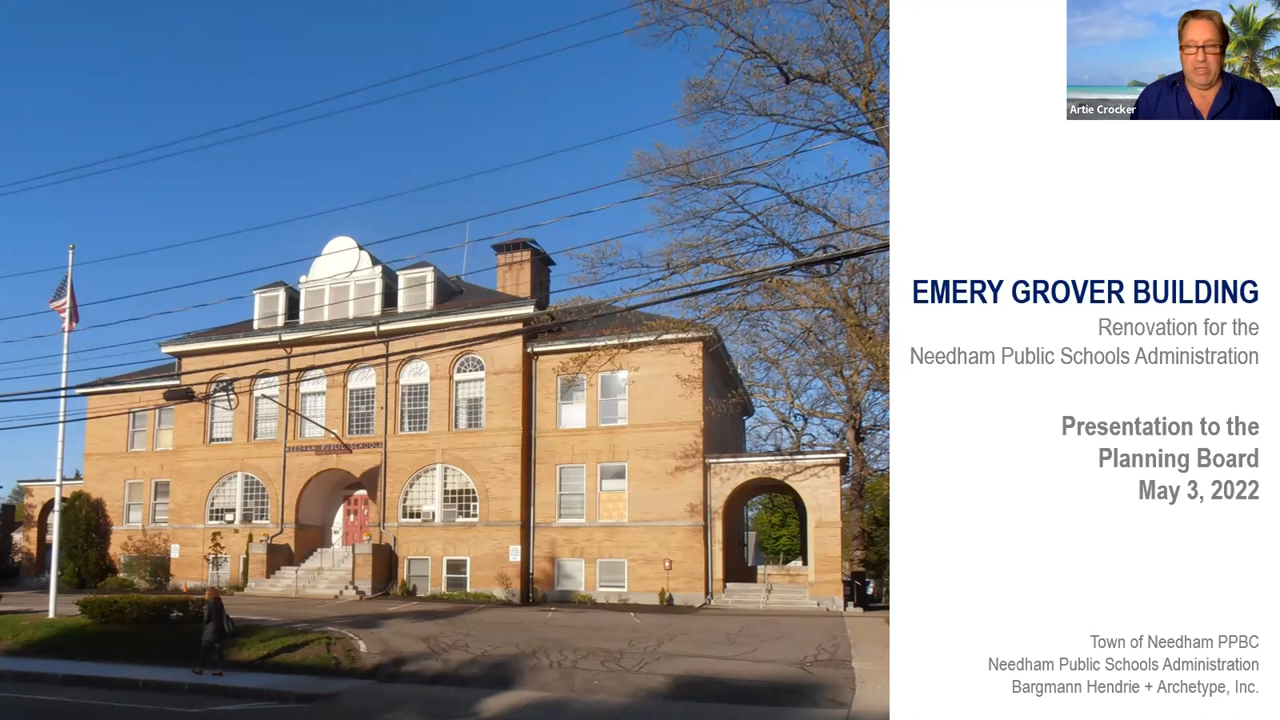 Artie Crocker
EMERY GROVER BUILDING
Renovation for the
Needham Public Schools Administration
Presentation to the
Planning Board
May 3, 2022
Town of Needham PPBC
Needham Public Schools Administration
Bargmann Hendrie + Archetype, Inc.
NEEDHAM PUBLIC SCHOOLS